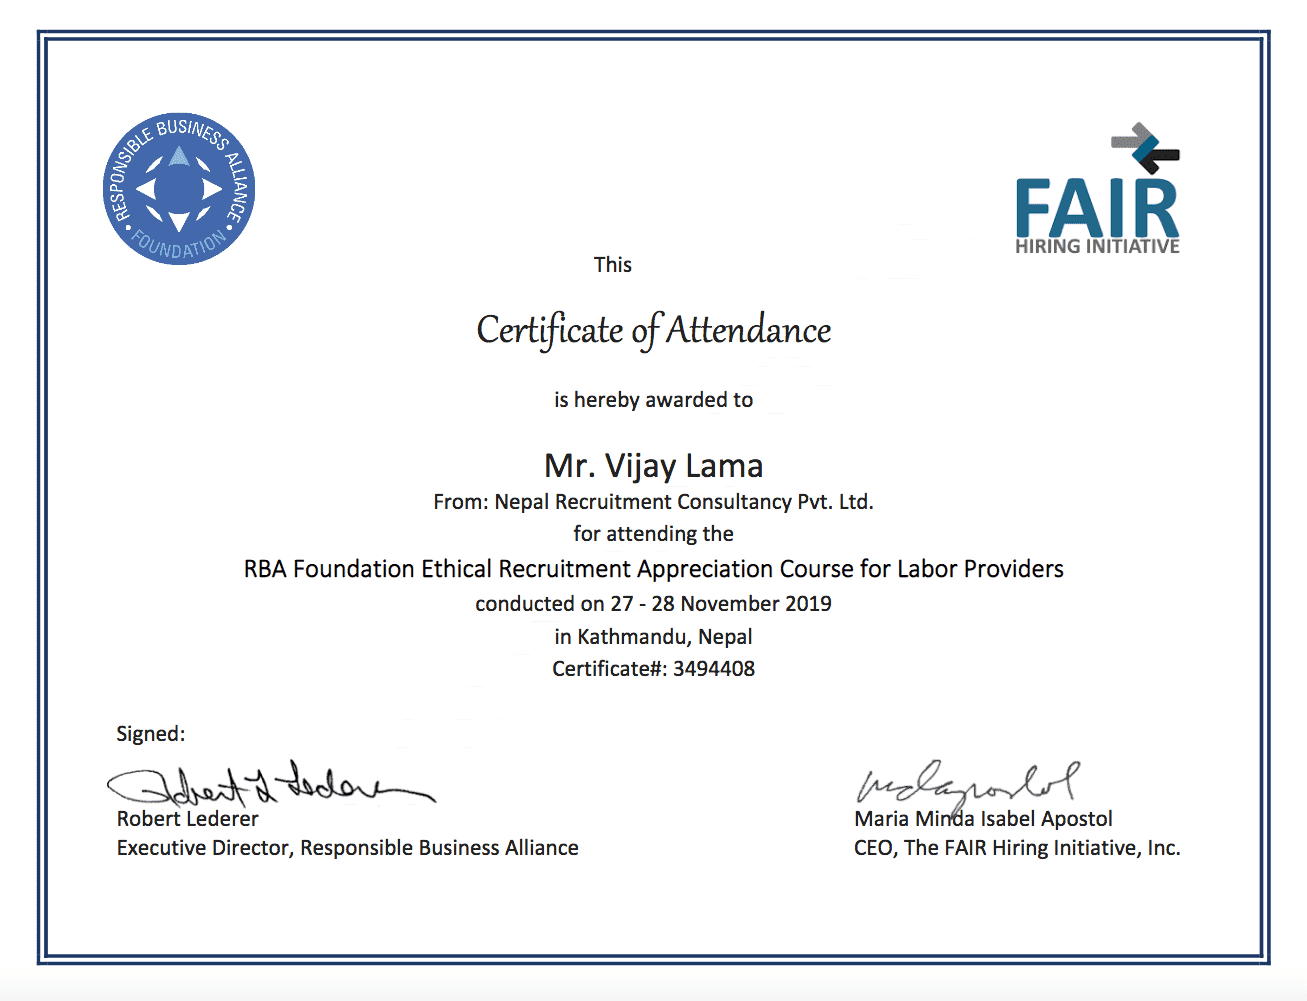 RESPONSIBLE BUSINESS ALLIANCE
FOUNDATION
FAIR
HIRING INITIATIVE
This
Certificate of Attendance
is hereby awarded to
Mr. Vijay Lama
From: Nepal Recruitment Consultancy Pvt. Ltd.
for attending the
RBA Foundation Ethical Recruitment Appreciation Course for Labor Providers
conducted on 27 - 28 November 2019
in Kathmandu, Nepal
Certificate#: 3494408
Signed:
Robert L Lederer
Robert Lederer
Executive Director, Responsible Business Alliance
Maria Minda Isabel Apostol
CEO, The FAIR Hiring Initiative, Inc.